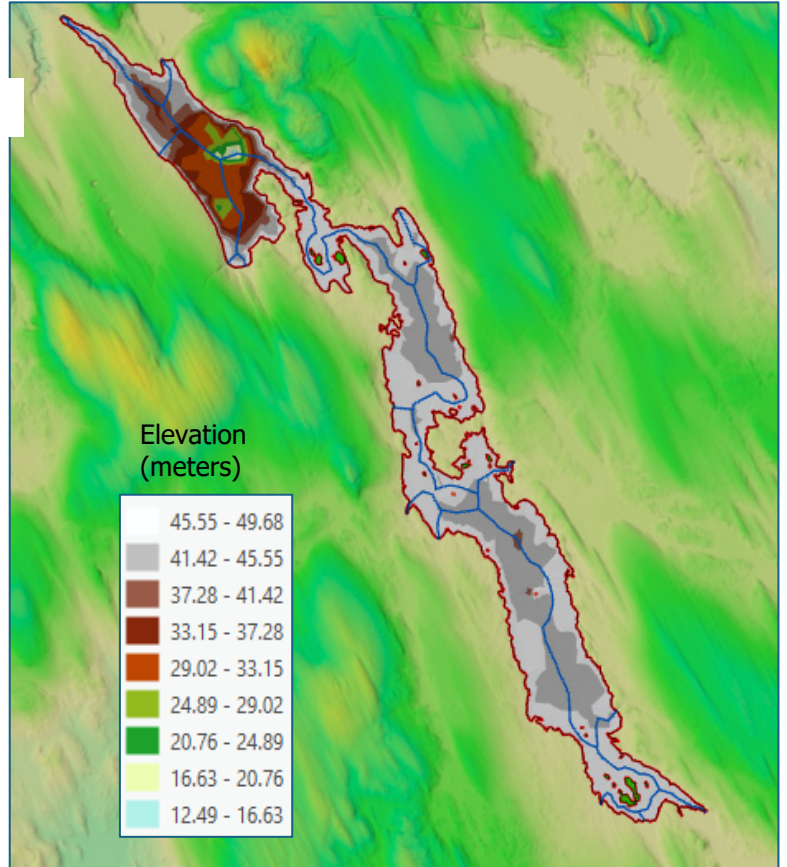 Elevation
(meters)
45.55 - 49.68
41.42 - 45.55
37.28 - 41.42
33.15 - 37.28
29.02 - 33.15
24.89 - 29.02
20.76 - 24.89
16.63 - 20.76
12.49 - 16.63